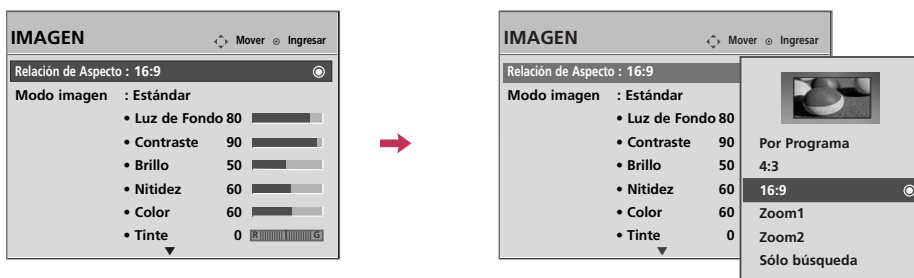 IMAGEN
Mover
Ingresar
Relación de Aspecto : 16:9
Modo imagen : Estándar
• Luz de Fondo 80
• Contraste 90
• Brillo 50
• Nitidez 60
• Color 60
• Tinte 0 R G
IMAGEN
Mover
Ingresar
Relación de Aspecto : 16:9
Modo imagen : Estándar
• Luz de Fondo 80
• Contraste 90
• Brillo 50
• Nitidez 60
• Color 60
• Tinte 0
Por Programa
4:3
16:9
Zoom1
Zoom2
Sólo búsqueda